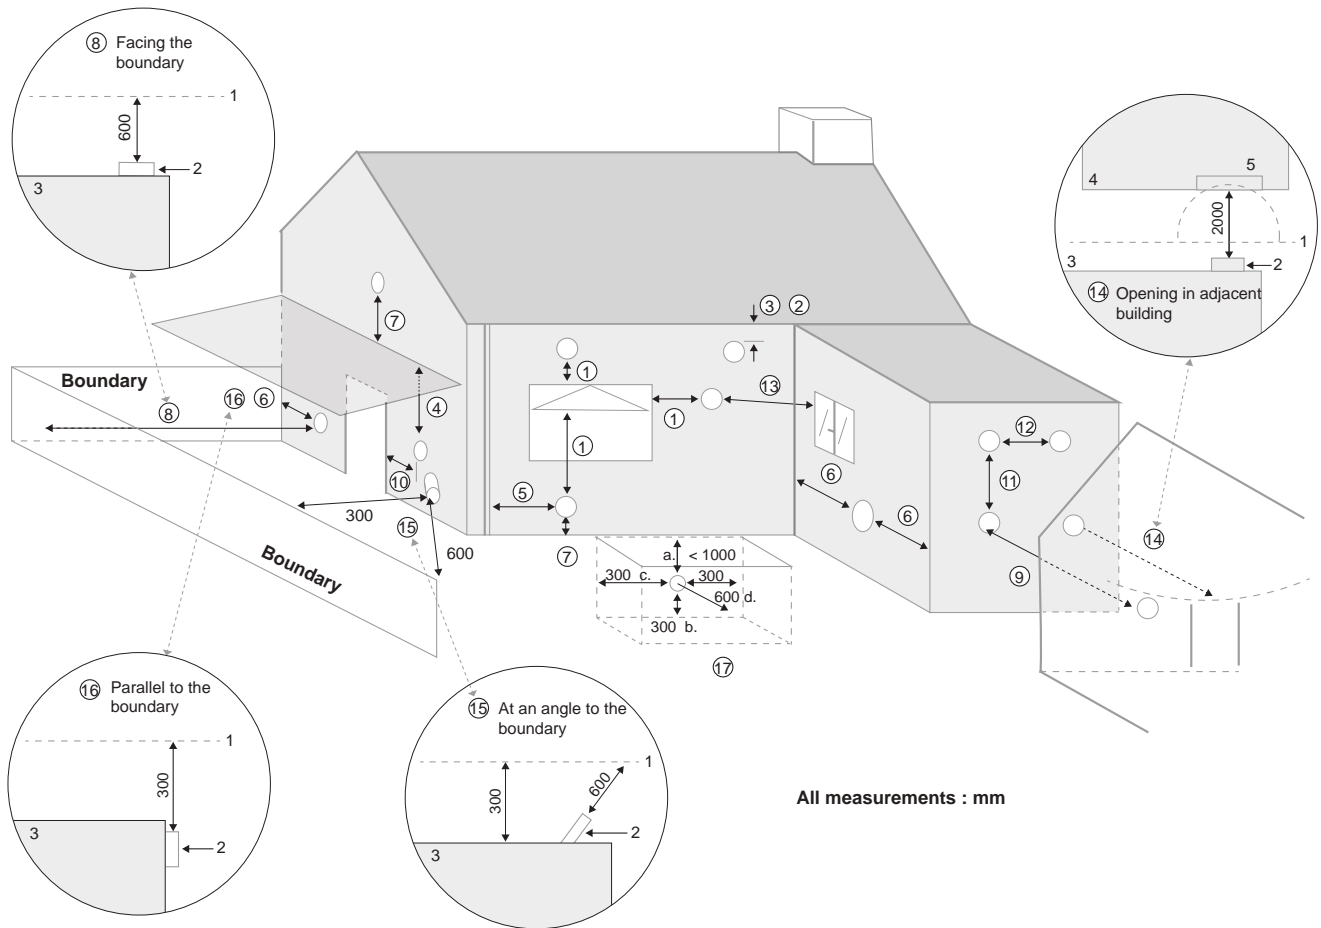 8 Facing the
boundary
1
600
2
3
4
5
2000
1
3
2
14 Opening in adjacent
building
3 2
7
1
13
Boundary
16 6
8
4
1
1
12
10
5
6
11
6
300
15
600
7
a. < 1000
300 c.
300
600 d.
300 b.
14
9
Boundary
17
16 Parallel to the
boundary
1
300
3
2
15 At an angle to the
boundary
1
300
600
2
3
All measurements : mm